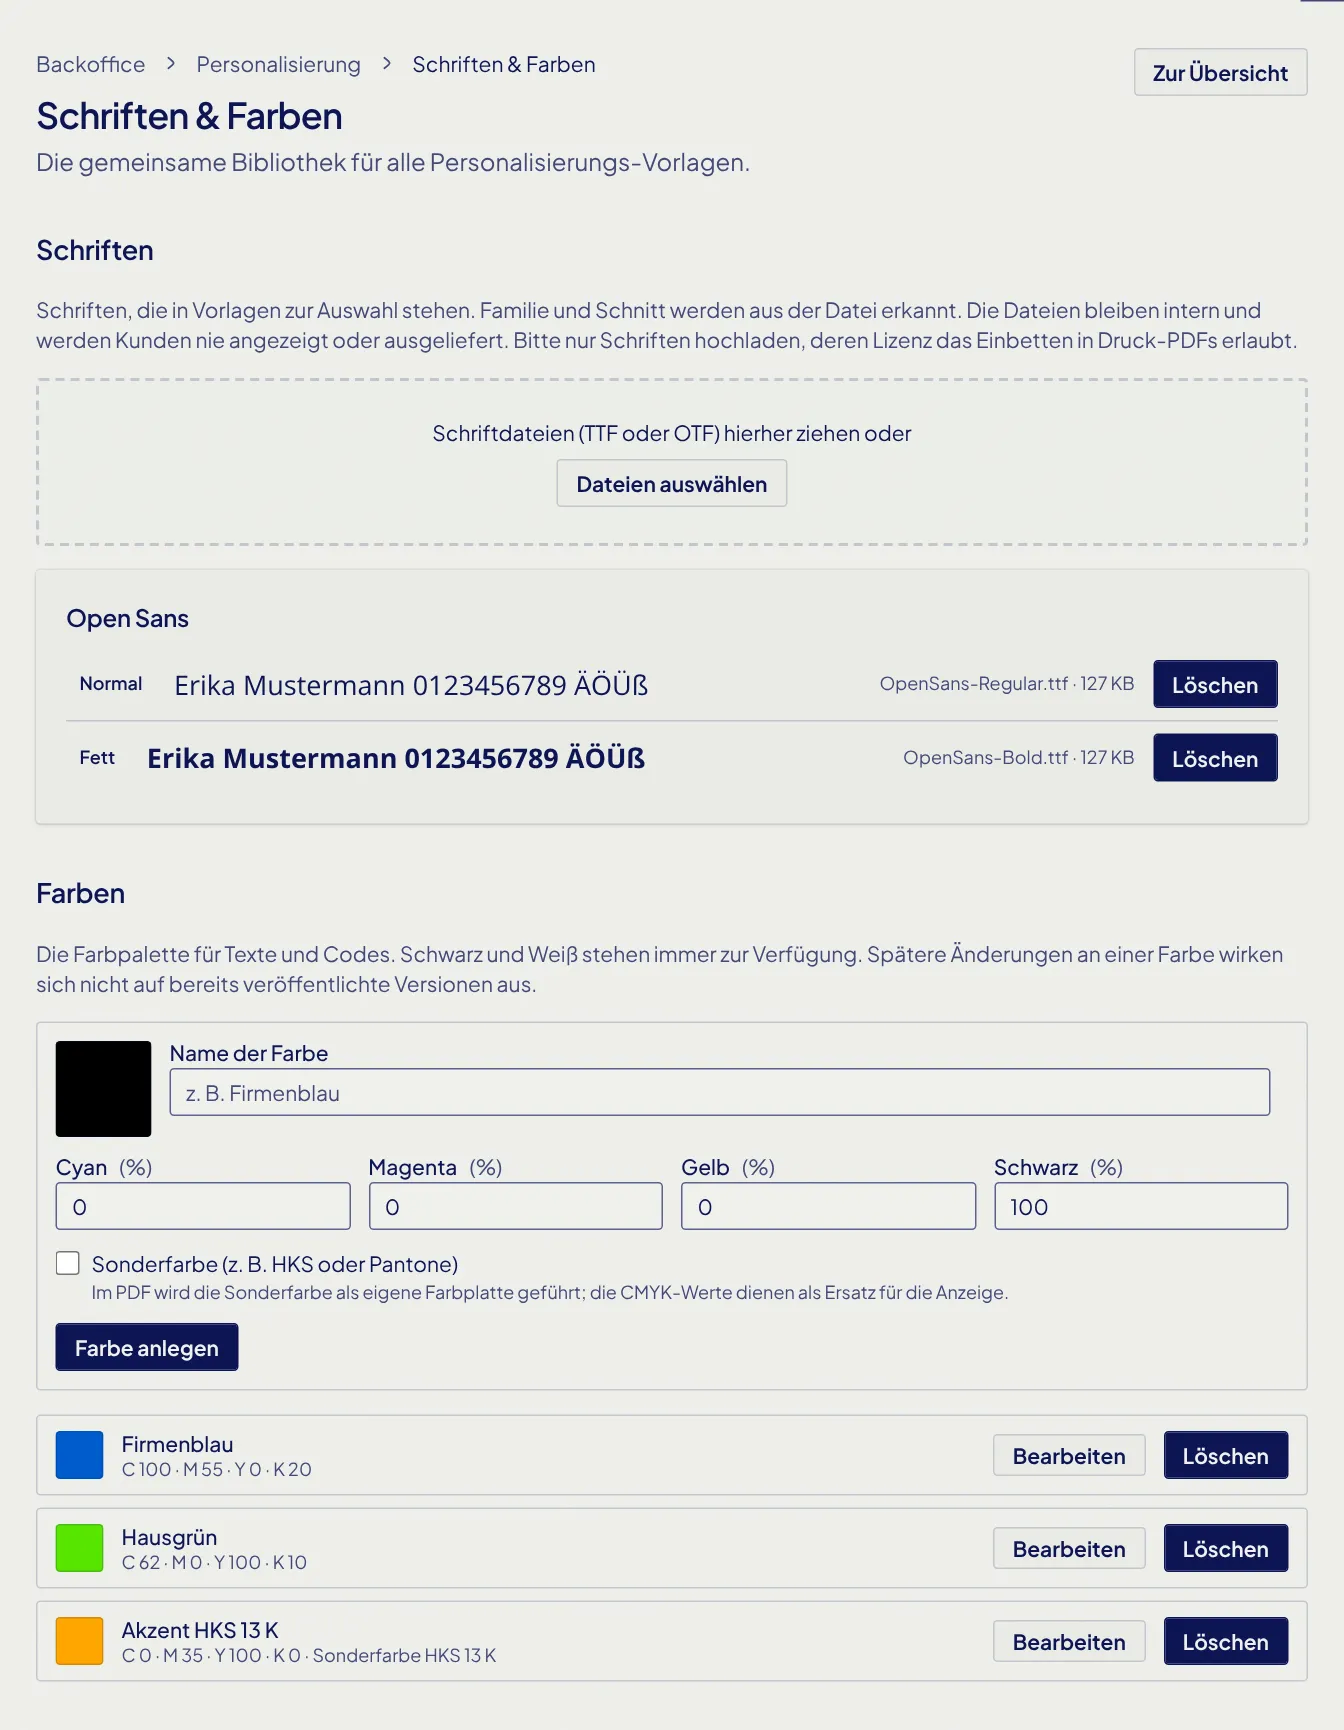 Backoffice > Personalisierung > Schriften & Farben
Zur Übersicht
Schriften & Farben
Die gemeinsame Bibliothek für alle Personalisierungs-Vorlagen.
Schriften
Schriften, die in Vorlagen zur Auswahl stehen. Familie und Schnitt werden aus der Datei erkannt. Die Dateien bleiben intern und
werden Kunden nie angezeigt oder ausgeliefert. Bitte nur Schriften hochladen, deren Lizenz das Einbetten in Druck-PDFs erlaubt.
Schriftdateien (TTF oder OTF) hierher ziehen oder
Dateien auswählen
Open Sans
Normal Erika Mustermann 0123456789 ÄÖÜß OpenSans-Regular.ttf · 127 KB Löschen
Fett Erika Mustermann 0123456789 ÄÖÜß OpenSans-Bold.ttf · 127 KB Löschen
Farben
Die Farbpalette für Texte und Codes. Schwarz und Weiß stehen immer zur Verfügung. Spätere Änderungen an einer Farbe wirken
sich nicht auf bereits veröffentlichte Versionen aus.
Name der Farbe
z. B. Firmenblau
Cyan (%) Magenta (%) Gelb (%) Schwarz (%)
0 0 0 100
Sonderfarbe (z. B. HKS oder Pantone)
Im PDF wird die Sonderfarbe als eigene Farbplatte geführt; die CMYK-Werte dienen als Ersatz für die Anzeige.
Farbe anlegen
Firmenblau
C 100 · M 55 · Y 0 · K 20
Bearbeiten Löschen
Hausgrün
C 62 · M 0 · Y 100 · K 10
Bearbeiten Löschen
Akzent HKS 13 K
C 0 · M 35 · Y 100 · K 0 · Sonderfarbe HKS 13 K
Bearbeiten Löschen